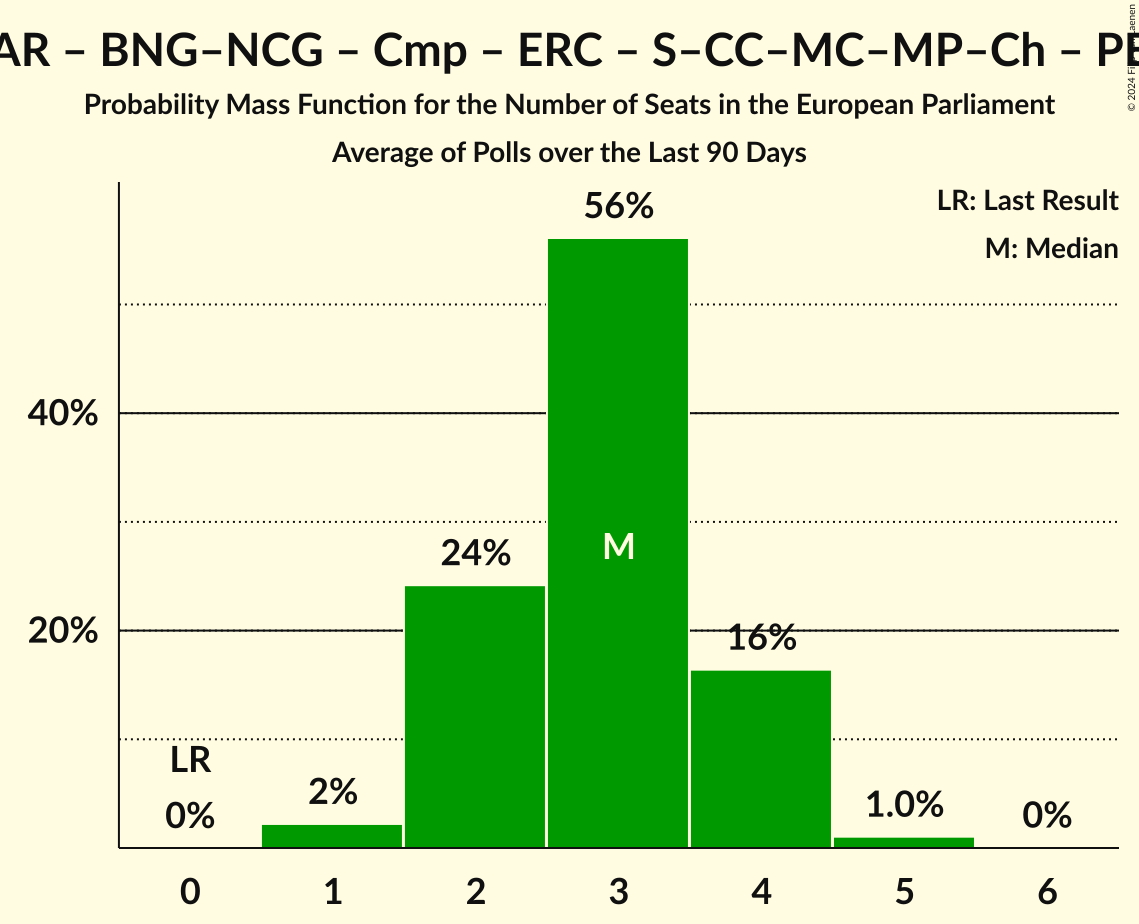 AR – BNG–NCG – Cmp – ERC – S–CC–MC–MP–Ch – PE
Probability Mass Function for the Number of Seats in the European Parliament
Average of Polls over the Last 90 Days
LR: Last Result
M: Median
56%
40%
24%
M
20%
16%
LR
0%
2%
1.0%
0%
0 1 2 3 4 5 6
© 2024